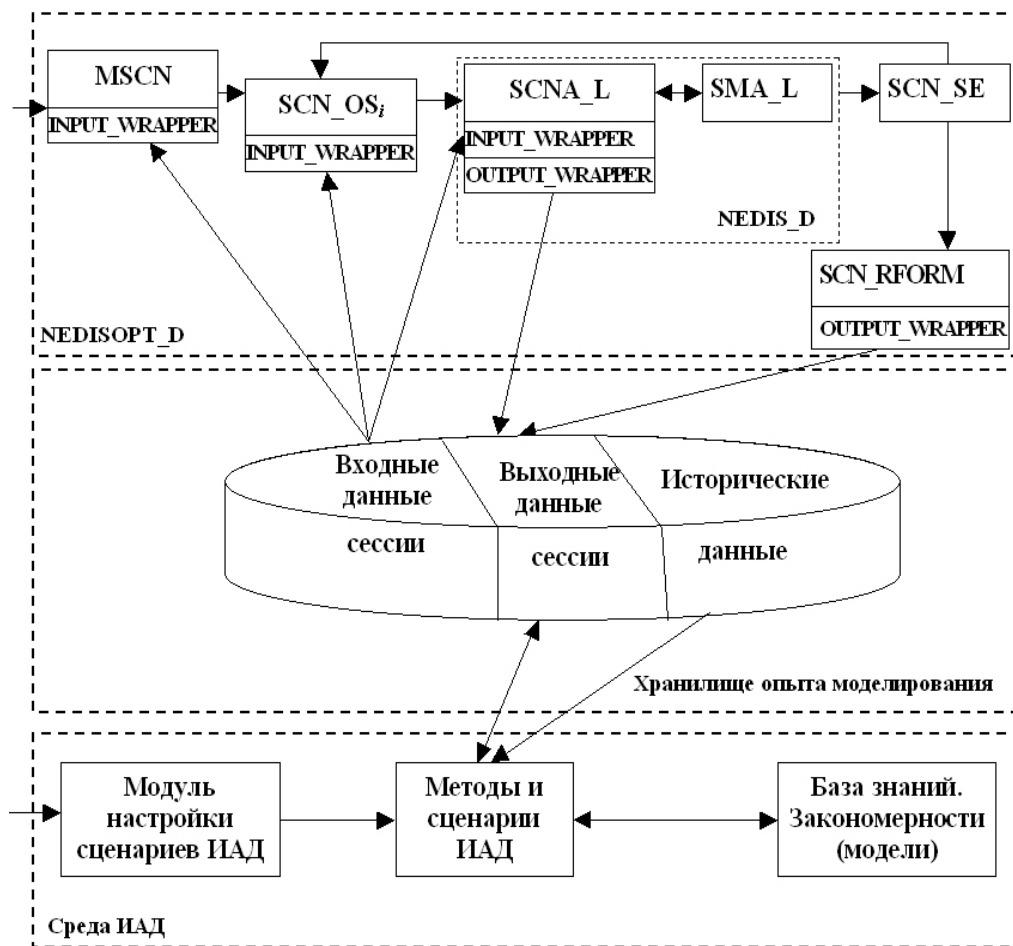 MSCN
INPUT_WRAPPER
SCN_OSi
INPUT_WRAPPER
SCNA_L
INPUT_WRAPPER
OUTPUT_WRAPPER
SMA_L
NEDIS_D
SCN_SE
SCN_RFORM
OUTPUT_WRAPPER
NEDISOPT_D
Входные
данные
сессии
Выходные
данные
сессии
Исторические
данные
Хранилище опыта моделирования
Модуль
настройки
сценариев ИАД
Методы и
сценарии
ИАД
База знаний.
Закономерности
(модели)
Среда ИАД